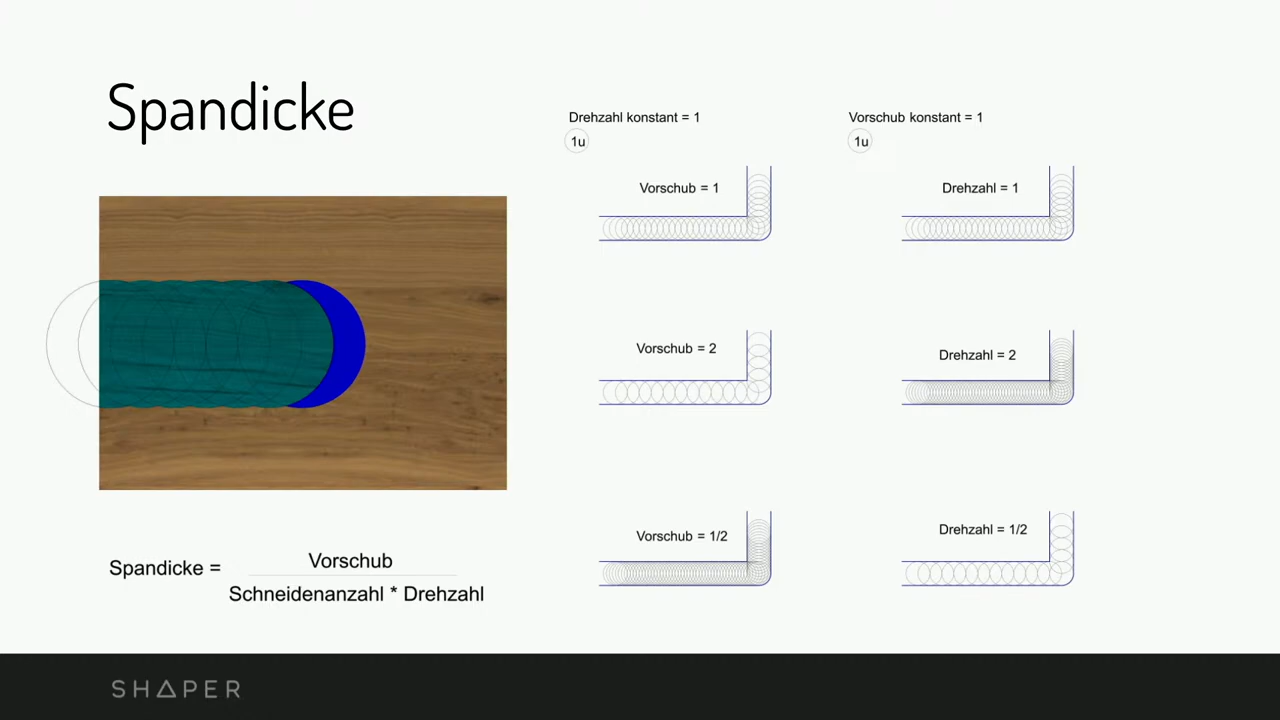 Spandicke
Spandicke =
Vorschub
Schneidenanzahl * Drehzahl
Drehzahl konstant = 1
1u
Vorschub = 1
Vorschub = 2
Vorschub = 1/2
Vorschub konstant = 1
1u
Drehzahl = 1
Drehzahl = 2
Drehzahl = 1/2
SHAPER